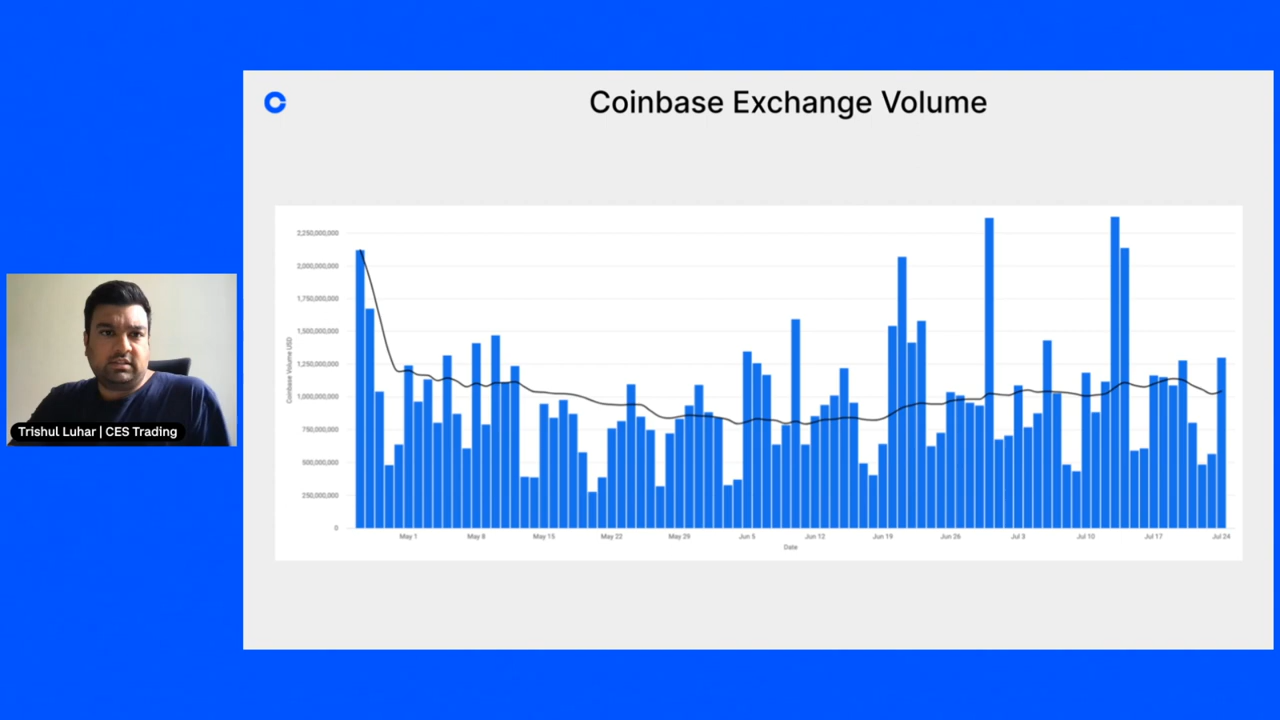 Coinbase Exchange Volume
2,250,000,000
2,000,000,000
1,750,000,000
1,500,000,000
1,250,000,000
1,000,000,000
750,000,000
500,000,000
250,000,000
0
Coinbase Volume USD
May 1 May 8 May 15 May 22 May 29 Jun 5 Jun 12 Jun 19 Jun 26 Jul 3 Jul 10 Jul 17 Jul 24
Date
Trishul Luhar | CES Trading